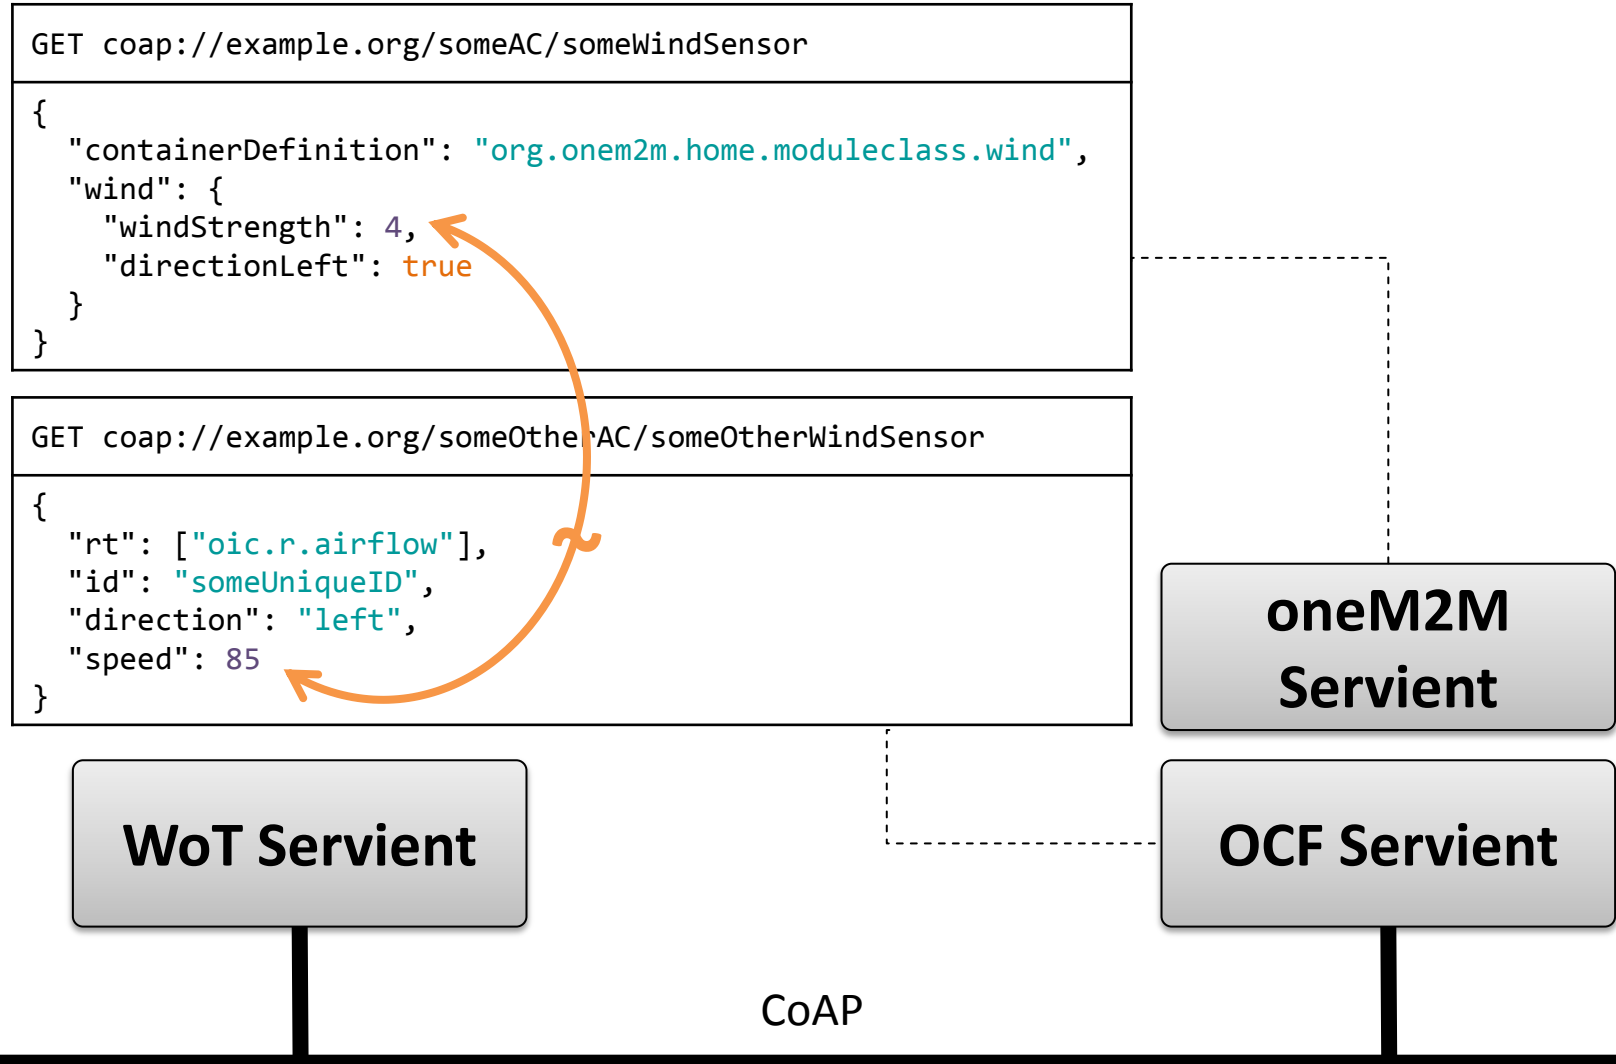 GET coap://example.org/someAC/someWindSensor
{
  "containerDefinition": "org.onem2m.home.moduleclass.wind",
  "wind": {
    "windStrength": 4,
    "directionLeft": true
  }
}
GET coap://example.org/someOtherAC/someOtherWindSensor
{
  "rt": ["oic.r.airflow"],
  "id": "someUniqueID",
  "direction": "left",
  "speed": 85
}
~
oneM2M
Servient
WoT Servient
OCF Servient
CoAP